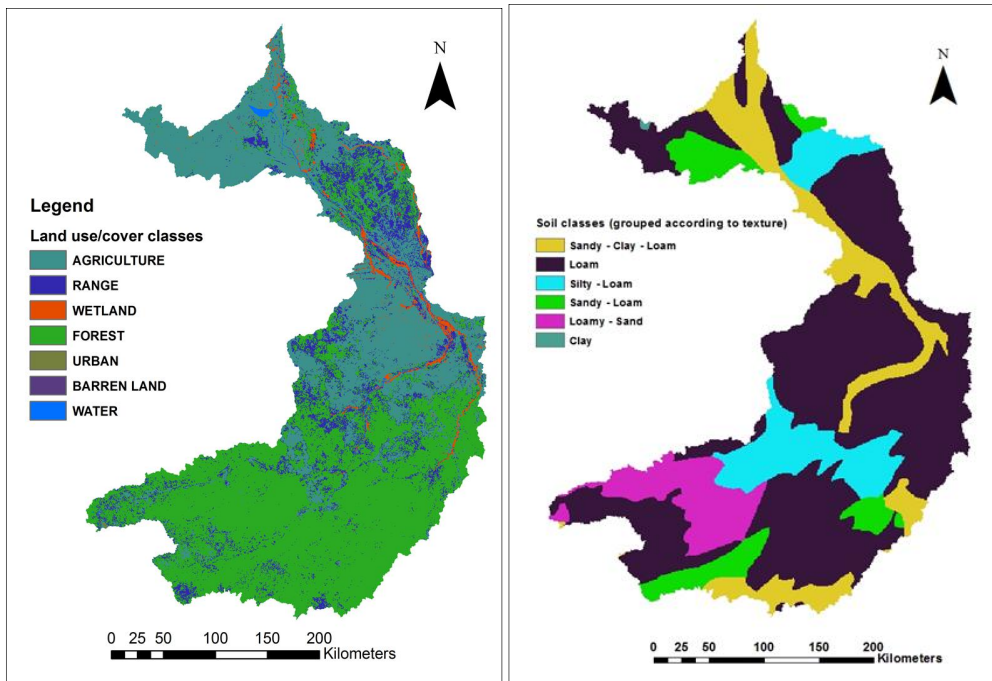 N
Legend
Land use/cover classes
AGRICULTURE
RANGE
WETLAND
FOREST
URBAN
BARREN LAND
WATER
0 25 50 100 150 200
Kilometers
N
Soil classes (grouped according to texture)
Sandy - Clay - Loam
Loam
Silty - Loam
Sandy - Loam
Loamy - Sand
Clay
0 25 50 100 150 200
Kilometers